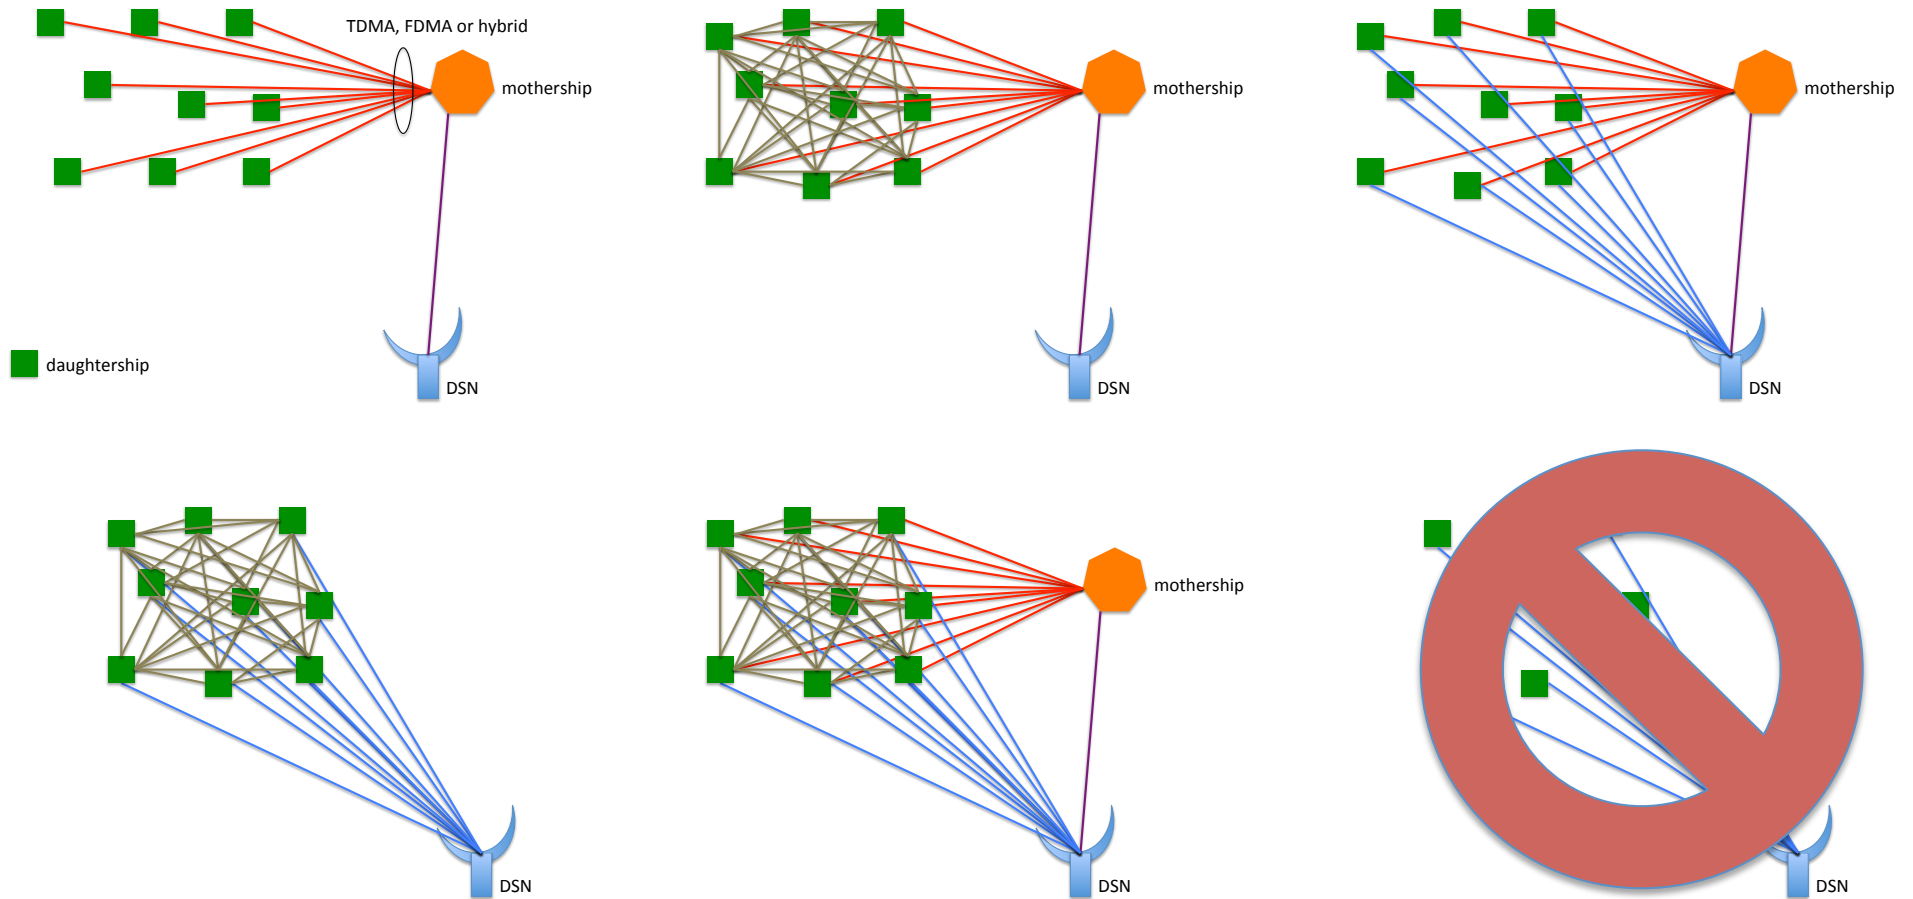 TDMA, FDMA or hybrid
mothership
mothership
mothership
daughtership
DSN
DSN
DSN
mothership
DSN
DSN
DSN